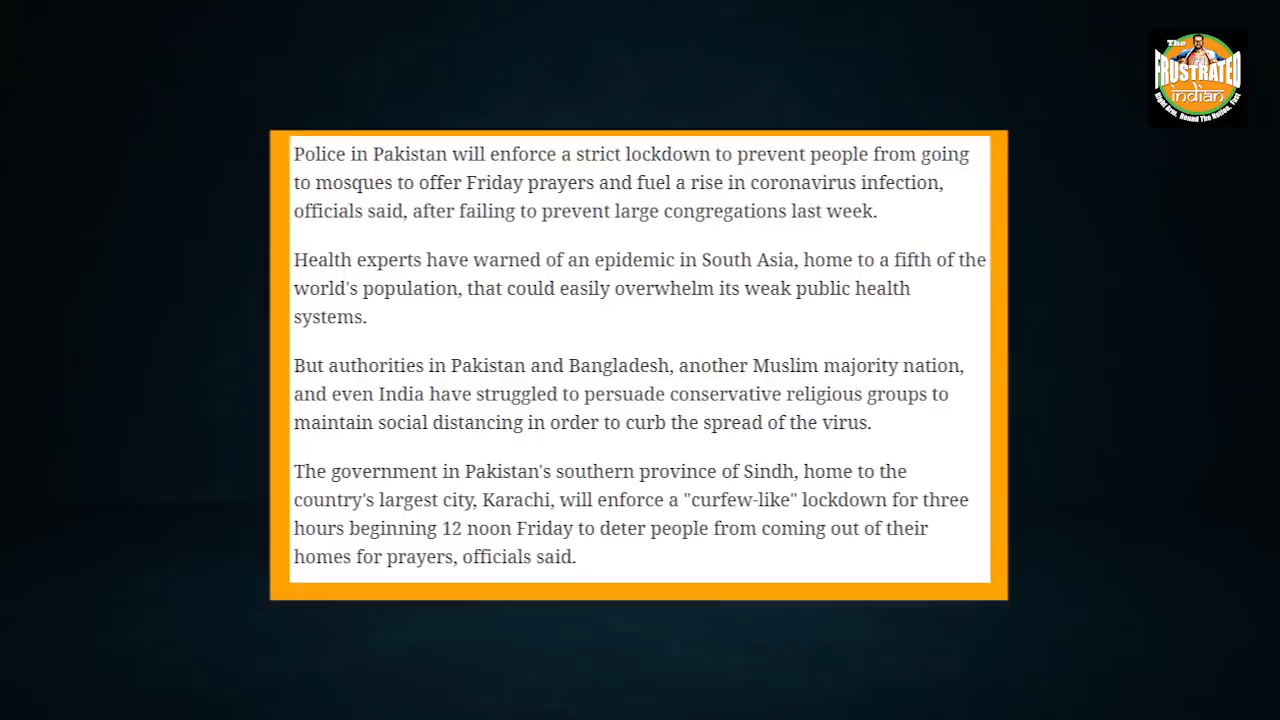 The
FRUSTRATED
indian
Right Arm. Round The Nation. Fast
Police in Pakistan will enforce a strict lockdown to prevent people from going
to mosques to offer Friday prayers and fuel a rise in coronavirus infection,
officials said, after failing to prevent large congregations last week.
Health experts have warned of an epidemic in South Asia, home to a fifth of the
world's population, that could easily overwhelm its weak public health
systems.
But authorities in Pakistan and Bangladesh, another Muslim majority nation,
and even India have struggled to persuade conservative religious groups to
maintain social distancing in order to curb the spread of the virus.
The government in Pakistan's southern province of Sindh, home to the
country's largest city, Karachi, will enforce a "curfew-like" lockdown for three
hours beginning 12 noon Friday to deter people from coming out of their
homes for prayers, officials said.